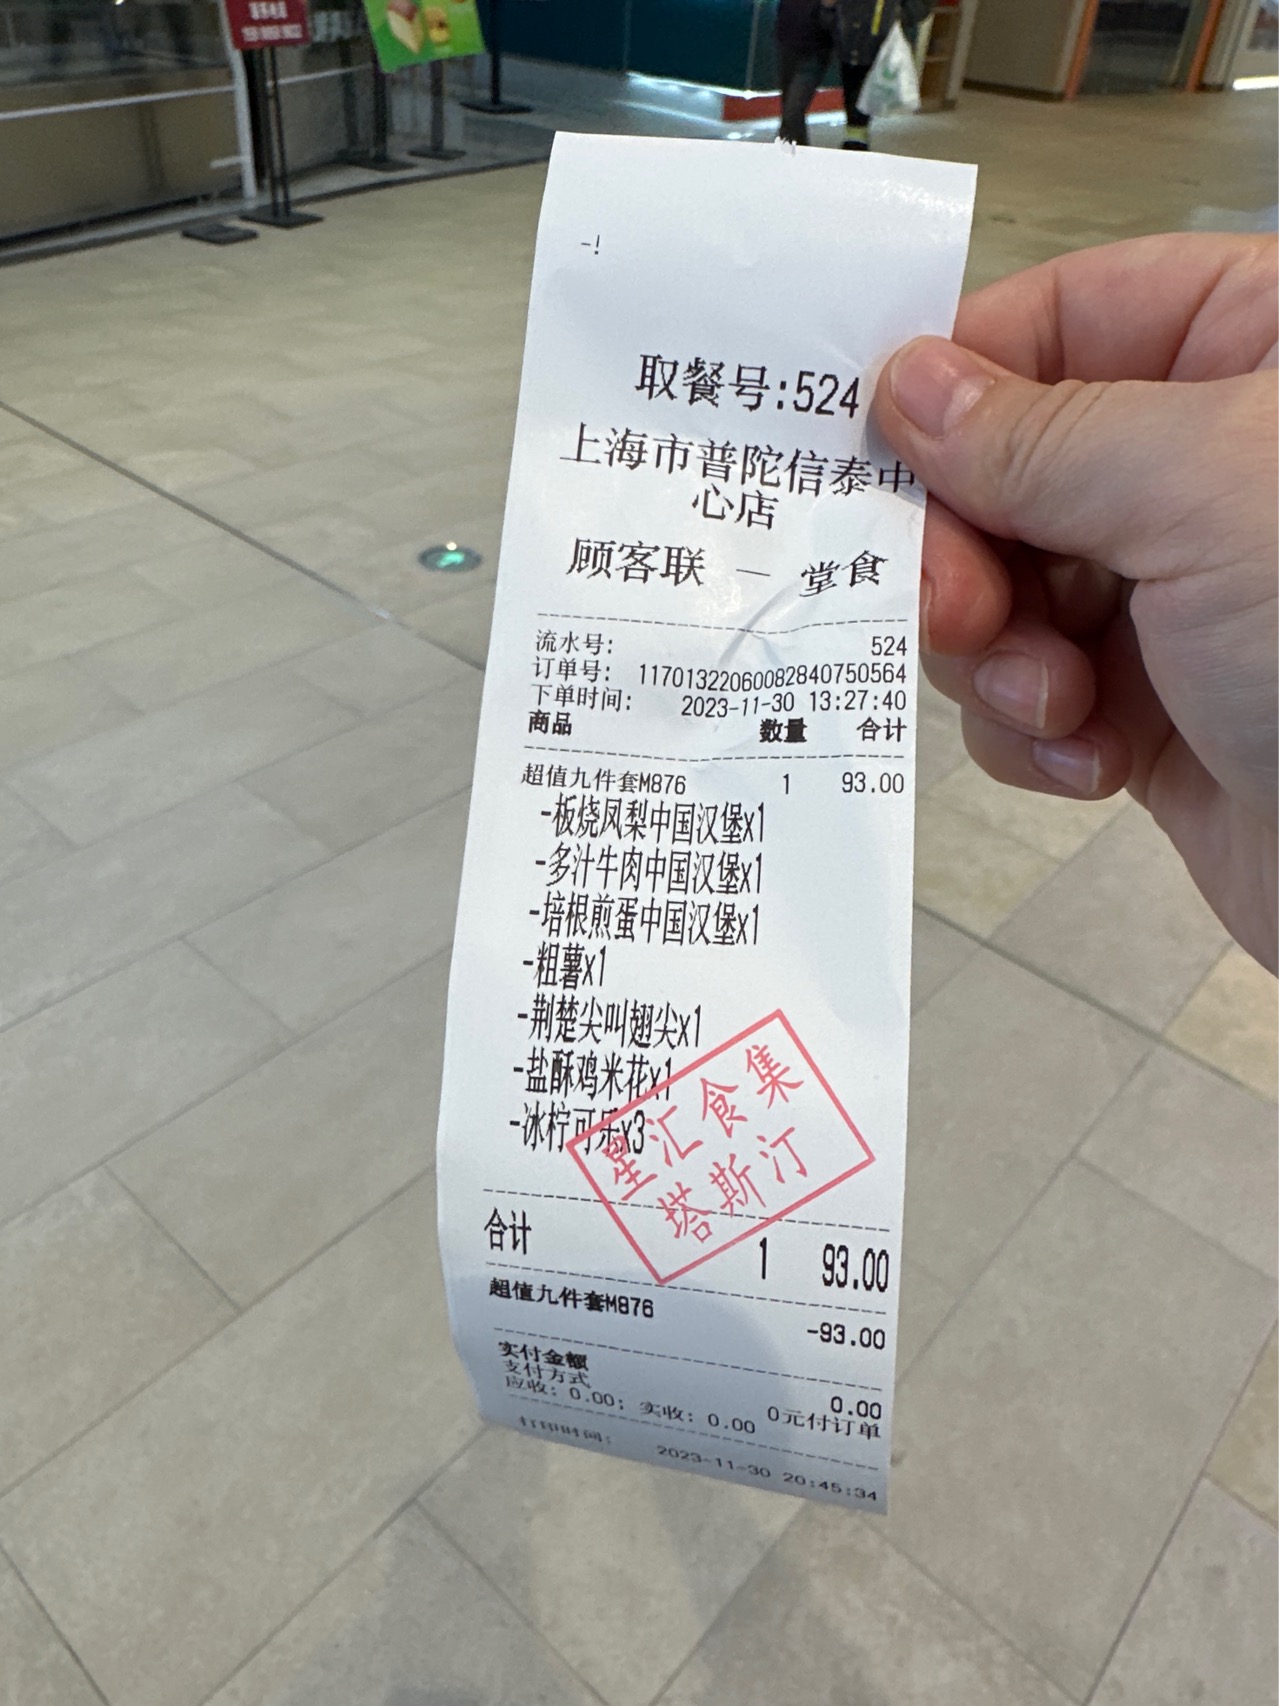 -!
取餐号:524
上海市普陀信泰中
心店
顾客联 — 堂食
流水号: 524
订单号: 11701322060082840750564
下单时间: 2023-11-30 13:27:40
商品 数量 合计
超值九件套M876 1 93.00
-板烧凤梨中国汉堡x1
-多汁牛肉中国汉堡x1
-培根煎蛋中国汉堡x1
-粗薯x1
-荆楚尖叫翅尖x1
-盐酥鸡米花x1
-冰柠可乐x3
星汇食集
塔斯汀
合计 1 93.00
超值九件套M876 -93.00
实付金额 0.00
支付方式 0元付订单
应收: 0.00; 实收: 0.00
打印时间: 2023-11-30 20:45:34